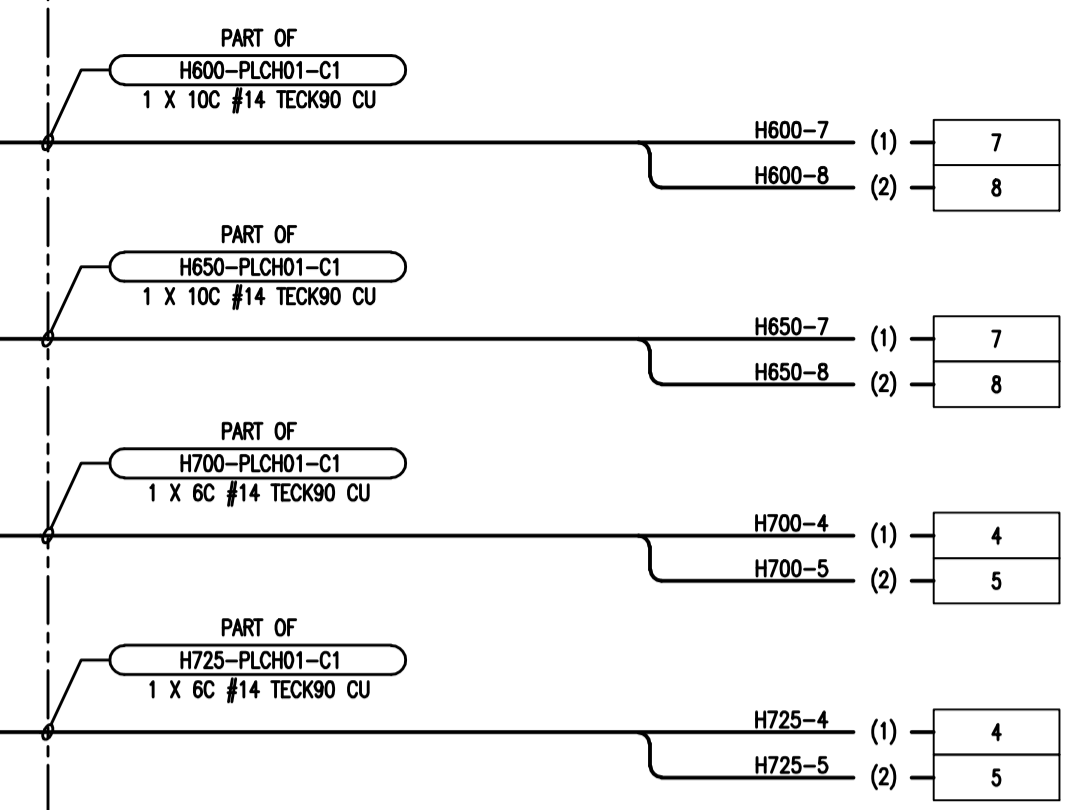 PART OF
H600-PLCH01-C1
1 X 10C #14 TECK90 CU
H600-7 (1) 7
H600-8 (2) 8
PART OF
H650-PLCH01-C1
1 X 10C #14 TECK90 CU
H650-7 (1) 7
H650-8 (2) 8
PART OF
H700-PLCH01-C1
1 X 6C #14 TECK90 CU
H700-4 (1) 4
H700-5 (2) 5
PART OF
H725-PLCH01-C1
1 X 6C #14 TECK90 CU
H725-4 (1) 4
H725-5 (2) 5